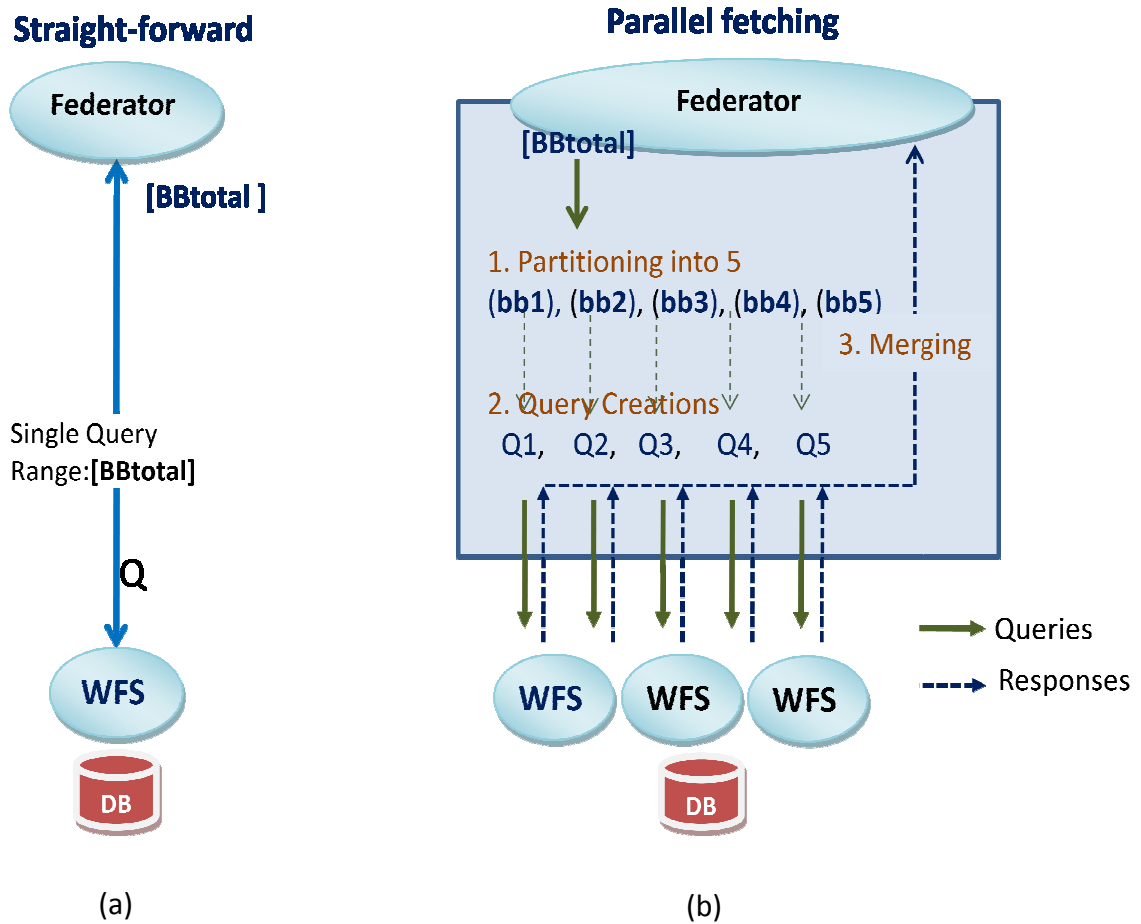 Straight-forward
Federator
[BBtotal ]
Single Query
Range:[BBtotal]
Q
WFS
DB
(a)
Parallel fetching
Federator
[BBtotal]
1. Partitioning into 5
(bb1), (bb2), (bb3), (bb4), (bb5)
3. Merging
2. Query Creations
Q1, Q2, Q3, Q4, Q5
Queries
Responses
WFS WFS WFS
DB
(b)